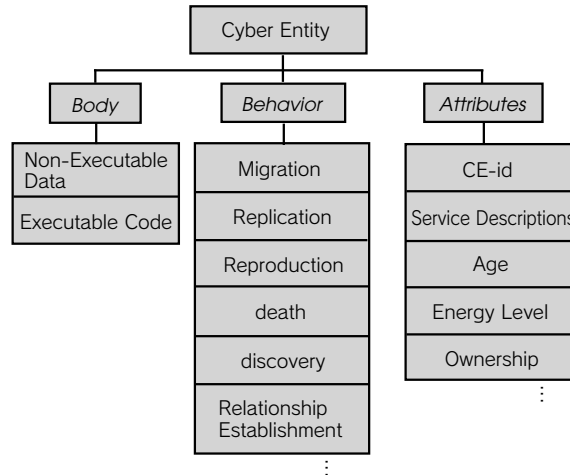 Cyber Entity
Body
Behavior
Attributes
Non-Executable
Data
Executable Code
Migration
Replication
Reproduction
death
discovery
Relationship
Establishment
⋮
CE-id
Service Descriptions
Age
Energy Level
Ownership
⋮